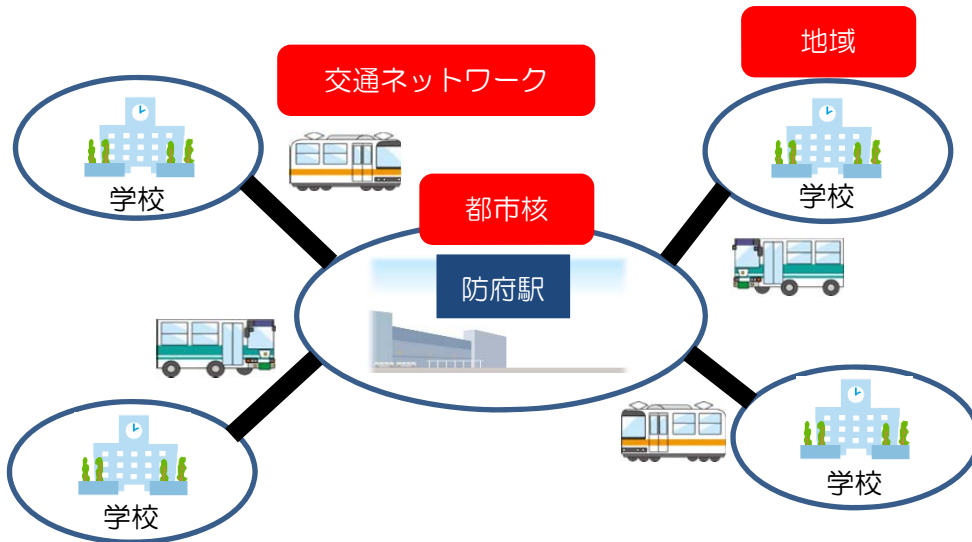 地域
交通ネットワーク
学校
学校
都市核
防府駅
学校
学校